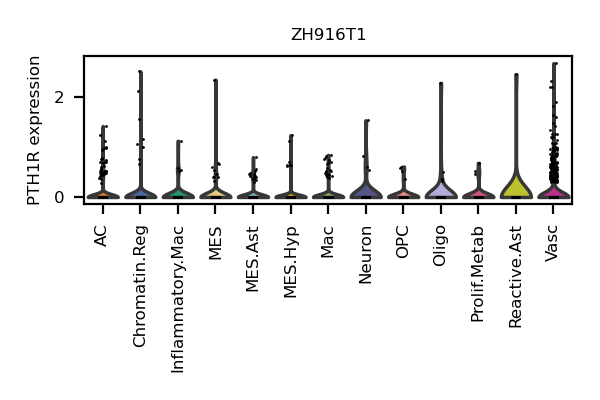 ZH916T1
PTH1R expression
2
0
AC
Chromatin.Reg
Inflammatory.Mac
MES
MES.Ast
MES.Hyp
Mac
Neuron
OPC
Oligo
Prolif.Metab
Reactive.Ast
Vasc